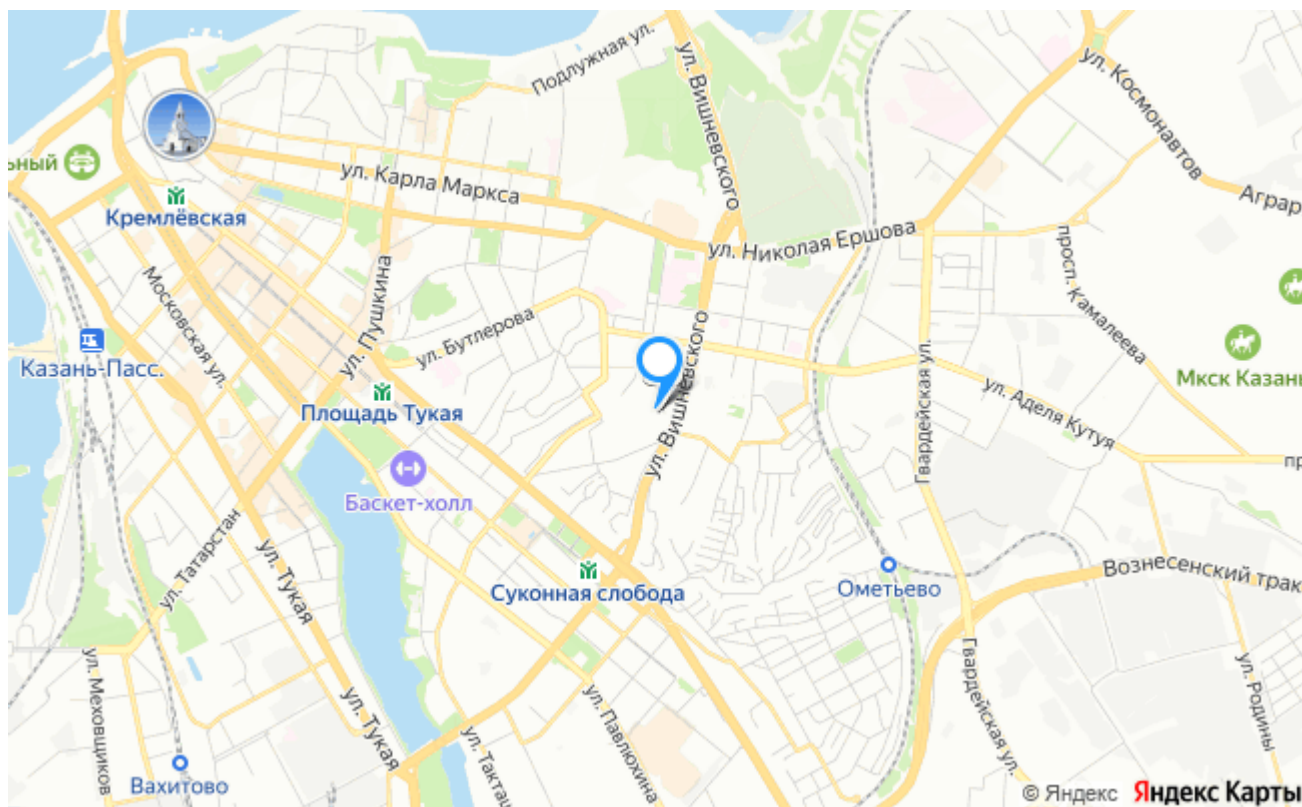 Подлужная ул.
ул. Вишневского
ул. Космонавтов
льный
ул. Карла Маркса
Аграр
Кремлёвская
ул. Николая Ершова
просп. Камалеева
Московская ул.
ул. Пушкина
ул. Бутлерова
ул. Вишневского
Казань-Пасс.
Гвардейская ул.
Мкск Казань
Площадь Тукая
ул. Аделя Кутуя
пр
Баскет-холл
ул. Татарстан
ул. Тукая
Суконная слобода
Ометьево
Вознесенский трак
ул. Меховщиков
ул. Тукая
ул. Павлюхина
Гвардейская ул.
ул. Родины
ул. Такташ
Вахитово
© Яндекс Яндекс Карты